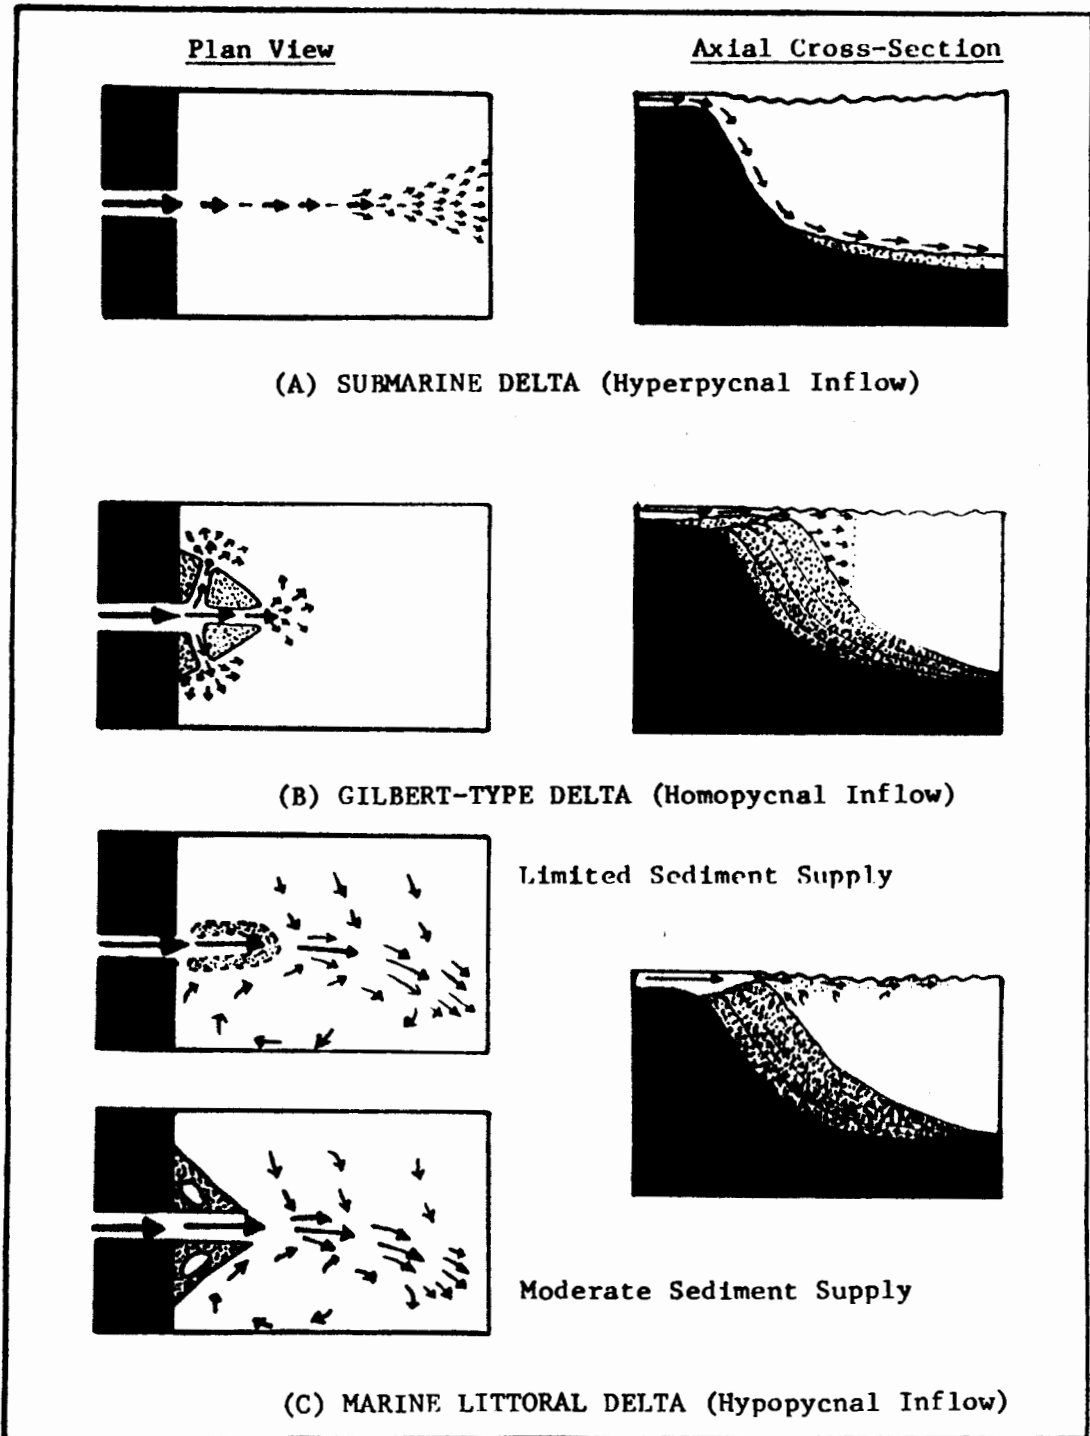 Plan View
Axial Cross-Section
(A) SUBMARINE DELTA (Hyperpycnal Inflow)
(B) GILBERT-TYPE DELTA (Homopycnal Inflow)
Limited Sediment Supply
Moderate Sediment Supply
(C) MARINE LITTORAL DELTA (Hypopycnal Inflow)